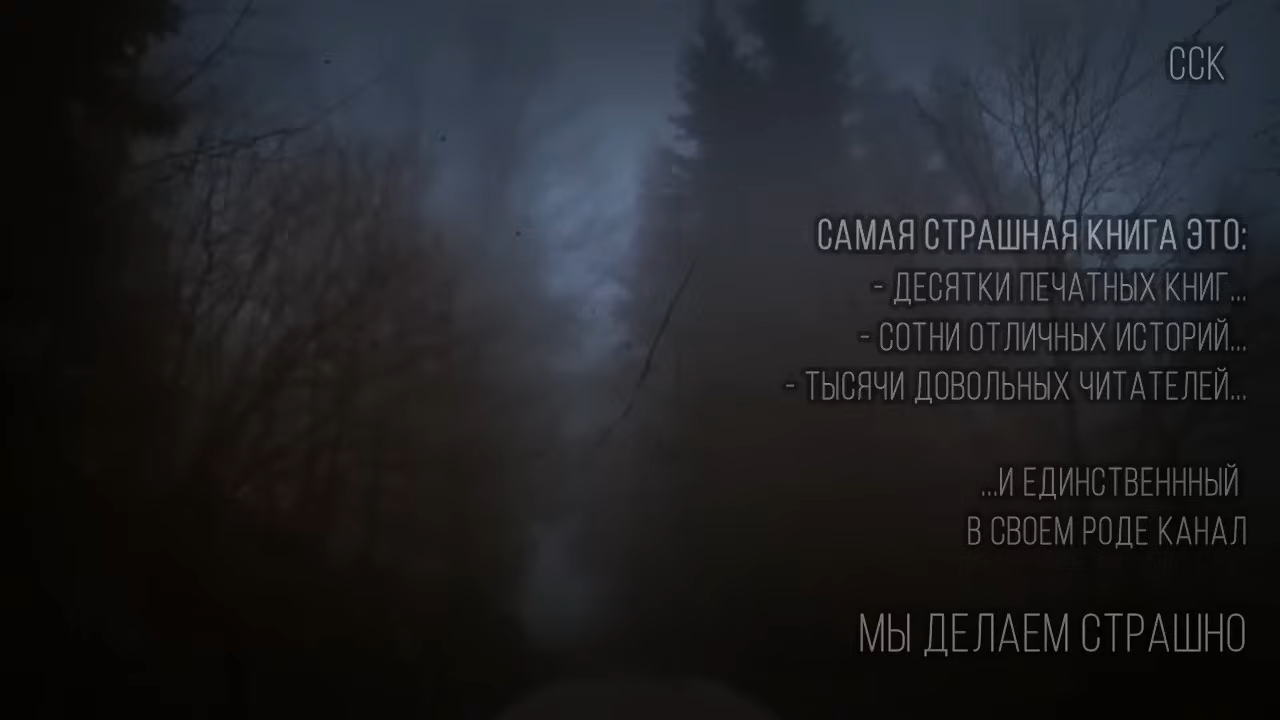 ССК
САМАЯ СТРАШНАЯ КНИГА ЭТО:
- ДЕСЯТКИ ПЕЧАТНЫХ КНИГ...
- СОТНИ ОТЛИЧНЫХ ИСТОРИЙ...
- ТЫСЯЧИ ДОВОЛЬНЫХ ЧИТАТЕЛЕЙ...
...И ЕДИНСТВЕНННЫЙ
В СВОЕМ РОДЕ КАНАЛ
МЫ ДЕЛАЕМ СТРАШНО